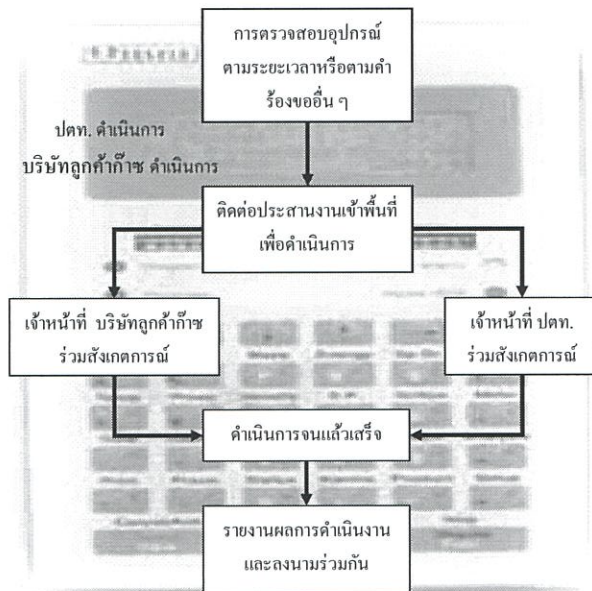 การตรวจสอบอุปกรณ์
ตามระยะเวลาหรือตามคำ
ร้องขออื่น ๆ
ปตท. ดำเนินการ
บริษัทลูกค้าก๊าซ ดำเนินการ
ติดต่อประสานงานเข้าพื้นที่
เพื่อดำเนินการ
เจ้าหน้าที่ บริษัทลูกค้าก๊าซ
ร่วมสังเกตการณ์
เจ้าหน้าที่ ปตท.
ร่วมสังเกตการณ์
ดำเนินการจนแล้วเสร็จ
รายงานผลการดำเนินงาน
และลงนามร่วมกัน